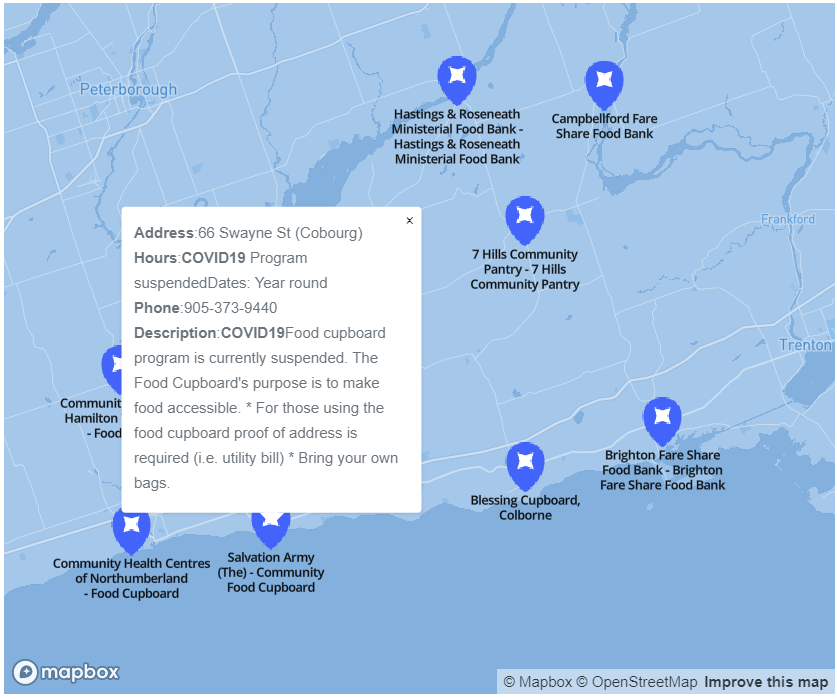 Peterborough
Hastings & Roseneath
Ministerial Food Bank -
Hastings & Roseneath
Ministerial Food Bank
Campbellford Fare
Share Food Bank
Frankford
7 Hills Community
Pantry - 7 Hills
Community Pantry
×
Address:66 Swayne St (Cobourg)
Hours:COVID19 Program
suspendedDates: Year round
Phone:905-373-9440
Description:COVID19Food cupboard
program is currently suspended. The
Food Cupboard's purpose is to make
food accessible. * For those using the
food cupboard proof of address is
required (i.e. utility bill) * Bring your own
bags.
Trenton
Community
Hamilton
- Food
Brighton Fare Share
Food Bank - Brighton
Fare Share Food Bank
Blessing Cupboard,
Colborne
Community Health Centres
of Northumberland
- Food Cupboard
Salvation Army
(The) - Community
Food Cupboard
mapbox
© Mapbox © OpenStreetMap Improve this map